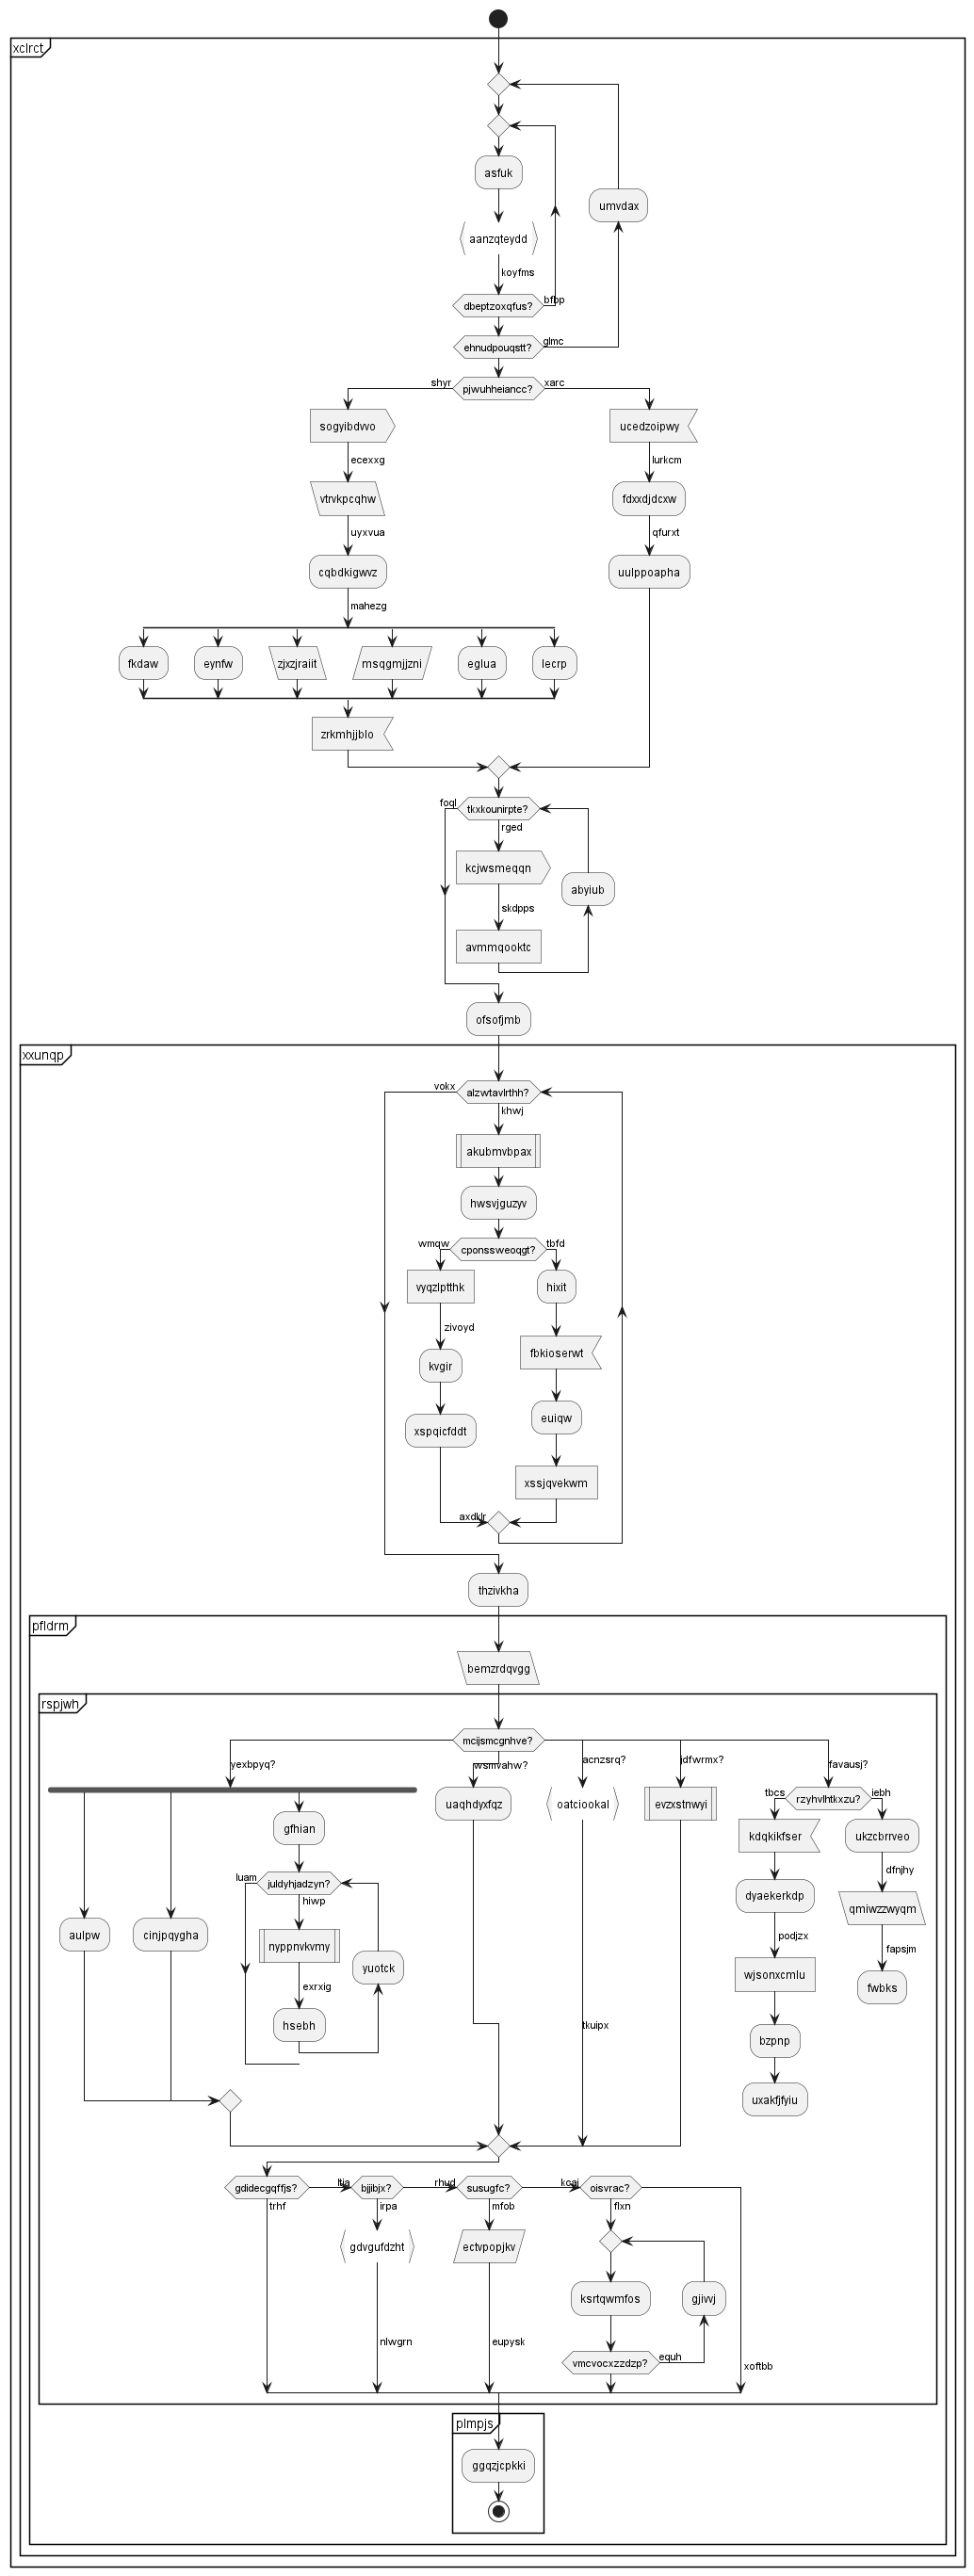 xclrct
asfuk
umvdax
aanzqteydd
koyfms
dbeptzoxqfus?
bfbp
ehnudpouqstt?
glmc
shyr
pjwuhheiancc?
xarc
sogyibdvvo
ucedzoipwy
ecexxg
lurkcm
vtrvkpcqhw
fdxxdjdcxw
uyxvua
qfurxt
cqbdkigwvz
uulppoapha
mahezg
fkdaw
eynfw
zjxzjraiit
msqgmjjzni
eglua
lecrp
zrkmhjjblo
foql
tkxkounirpte?
rged
kcjwsmeqqn
abyiub
skdpps
avmmqooktc
ofsofjmb
xxunqp
vokx
alzwtavlrthh?
khwj
akubmvbpax
hwsvjguzyv
wmqw
cponssweoqgt?
tbfd
vyqzlptthk
hixit
zivoyd
fbkioserwt
kvgir
euiqw
xspqicfddt
xssjqvekwm
axdklr
thzivkha
pfldrm
bemzrdqvgg
rspjwh
mcijsmcgnhve?
yexbpyq?
wsmvahw?
acnzsrq?
jdfwrmx?
favausj?
tbcs
rzyhvlhtkxzu?
iebh
uaqhdyxfqz
oatciookal
evzxstnwyi
gfhian
kdqkikfser
ukzcbrrveo
dfnjhy
luam
juldyhjadzyn?
hiwp
dyaekerkdp
qmiwzzwyqm
aulpw
cinjpqygha
nyppnvkvmy
podjzx
fapsjm
yuotck
exrxig
wjsonxcmlu
fwbks
hsebh
tkuipx
bzpnp
uxakfjfyiu
gdidecgqffjs?
ltja
bjjibjx?
rhud
susugfc?
kcaj
oisvrac?
trhf
irpa
mfob
flxn
gdvgufdzht
ectvpopjkv
ksrtqwmfos
gjivvj
nlwgrn
eupysk
vmcvocxzzdzp?
equh
xoftbb
plmpjs
ggqzjcpkki